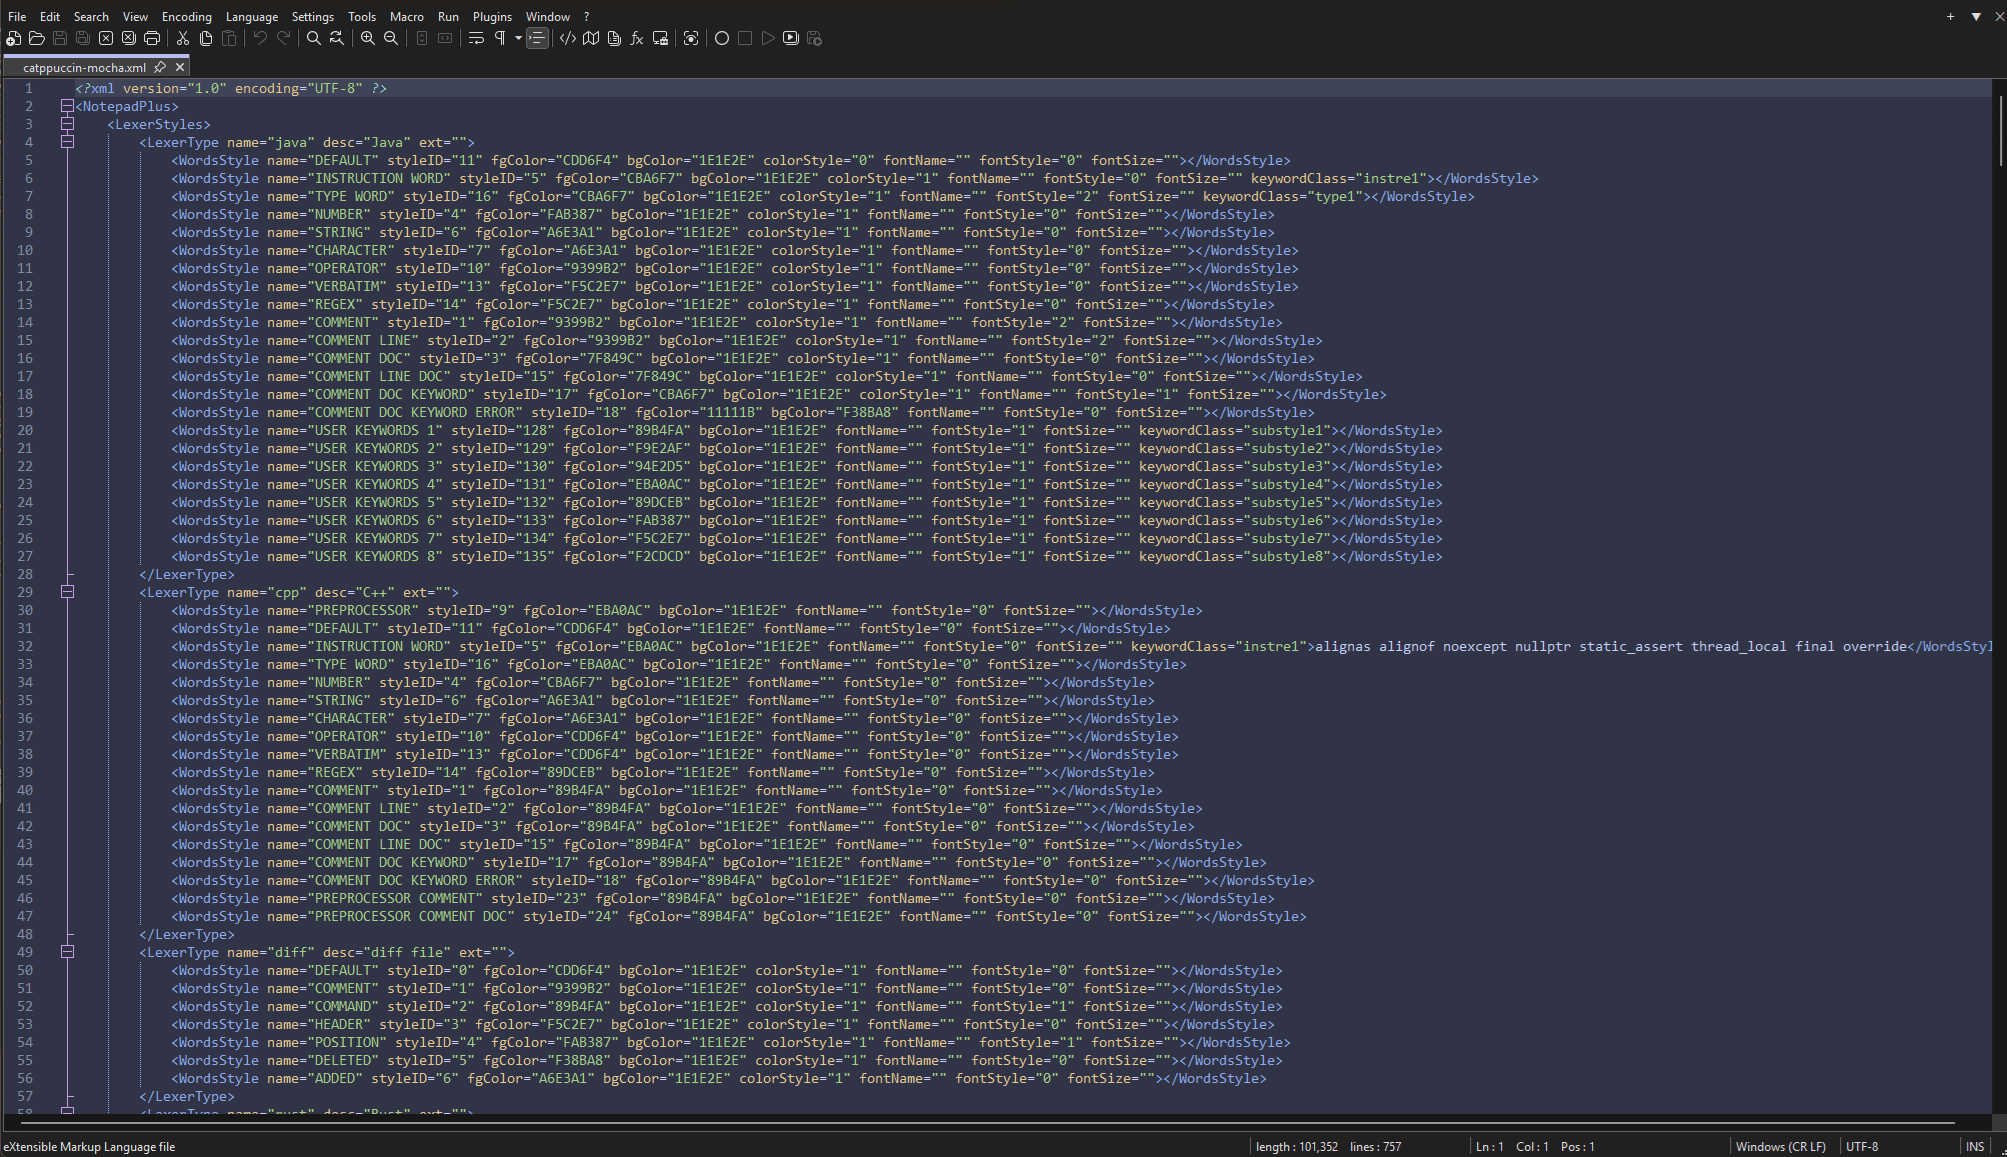 File Edit Search View Encoding Language Settings Tools Macro Run Plugins Window ?
catppuccin-mocha.xml
1 <?xml version="1.0" encoding="UTF-8" ?>
2 <NotepadPlus>
3 <LexerStyles>
4 <LexerType name="java" desc="Java" ext="">
5 <WordsStyle name="DEFAULT" styleID="11" fgColor="CDD6F4" bgColor="1E1E2E" colorStyle="0" fontName="" fontStyle="0" fontSize=""></WordsStyle>
6 <WordsStyle name="INSTRUCTION WORD" styleID="5" fgColor="CBA6F7" bgColor="1E1E2E" colorStyle="1" fontName="" fontStyle="0" fontSize="" keywordClass="instre1"></WordsStyle>
7 <WordsStyle name="TYPE WORD" styleID="16" fgColor="CBA6F7" bgColor="1E1E2E" colorStyle="1" fontName="" fontStyle="2" fontSize="" keywordClass="type1"></WordsStyle>
8 <WordsStyle name="NUMBER" styleID="4" fgColor="FAB387" bgColor="1E1E2E" colorStyle="1" fontName="" fontStyle="0" fontSize=""></WordsStyle>
9 <WordsStyle name="STRING" styleID="6" fgColor="A6E3A1" bgColor="1E1E2E" colorStyle="1" fontName="" fontStyle="0" fontSize=""></WordsStyle>
10 <WordsStyle name="CHARACTER" styleID="7" fgColor="A6E3A1" bgColor="1E1E2E" colorStyle="1" fontName="" fontStyle="0" fontSize=""></WordsStyle>
11 <WordsStyle name="OPERATOR" styleID="10" fgColor="9399B2" bgColor="1E1E2E" colorStyle="1" fontName="" fontStyle="0" fontSize=""></WordsStyle>
12 <WordsStyle name="VERBATIM" styleID="13" fgColor="F5C2E7" bgColor="1E1E2E" colorStyle="1" fontName="" fontStyle="0" fontSize=""></WordsStyle>
13 <WordsStyle name="REGEX" styleID="14" fgColor="F5C2E7" bgColor="1E1E2E" colorStyle="1" fontName="" fontStyle="0" fontSize=""></WordsStyle>
14 <WordsStyle name="COMMENT" styleID="1" fgColor="9399B2" bgColor="1E1E2E" colorStyle="1" fontName="" fontStyle="2" fontSize=""></WordsStyle>
15 <WordsStyle name="COMMENT LINE" styleID="2" fgColor="9399B2" bgColor="1E1E2E" colorStyle="1" fontName="" fontStyle="2" fontSize=""></WordsStyle>
16 <WordsStyle name="COMMENT DOC" styleID="3" fgColor="7F849C" bgColor="1E1E2E" colorStyle="1" fontName="" fontStyle="0" fontSize=""></WordsStyle>
17 <WordsStyle name="COMMENT LINE DOC" styleID="15" fgColor="7F849C" bgColor="1E1E2E" colorStyle="1" fontName="" fontStyle="0" fontSize=""></WordsStyle>
18 <WordsStyle name="COMMENT DOC KEYWORD" styleID="17" fgColor="CBA6F7" bgColor="1E1E2E" colorStyle="1" fontName="" fontStyle="1" fontSize=""></WordsStyle>
19 <WordsStyle name="COMMENT DOC KEYWORD ERROR" styleID="18" fgColor="11111B" bgColor="F38BA8" fontName="" fontStyle="0" fontSize=""></WordsStyle>
20 <WordsStyle name="USER KEYWORDS 1" styleID="128" fgColor="89B4FA" bgColor="1E1E2E" fontName="" fontStyle="1" fontSize="" keywordClass="substyle1"></WordsStyle>
21 <WordsStyle name="USER KEYWORDS 2" styleID="129" fgColor="F9E2AF" bgColor="1E1E2E" fontName="" fontStyle="1" fontSize="" keywordClass="substyle2"></WordsStyle>
22 <WordsStyle name="USER KEYWORDS 3" styleID="130" fgColor="94E2D5" bgColor="1E1E2E" fontName="" fontStyle="1" fontSize="" keywordClass="substyle3"></WordsStyle>
23 <WordsStyle name="USER KEYWORDS 4" styleID="131" fgColor="EBA0AC" bgColor="1E1E2E" fontName="" fontStyle="1" fontSize="" keywordClass="substyle4"></WordsStyle>
24 <WordsStyle name="USER KEYWORDS 5" styleID="132" fgColor="89DCEB" bgColor="1E1E2E" fontName="" fontStyle="1" fontSize="" keywordClass="substyle5"></WordsStyle>
25 <WordsStyle name="USER KEYWORDS 6" styleID="133" fgColor="FAB387" bgColor="1E1E2E" fontName="" fontStyle="1" fontSize="" keywordClass="substyle6"></WordsStyle>
26 <WordsStyle name="USER KEYWORDS 7" styleID="134" fgColor="F5C2E7" bgColor="1E1E2E" fontName="" fontStyle="1" fontSize="" keywordClass="substyle7"></WordsStyle>
27 <WordsStyle name="USER KEYWORDS 8" styleID="135" fgColor="F2CDCD" bgColor="1E1E2E" fontName="" fontStyle="1" fontSize="" keywordClass="substyle8"></WordsStyle>
28 </LexerType>
29 <LexerType name="cpp" desc="C++" ext="">
30 <WordsStyle name="PREPROCESSOR" styleID="9" fgColor="EBA0AC" bgColor="1E1E2E" fontName="" fontStyle="0" fontSize=""></WordsStyle>
31 <WordsStyle name="DEFAULT" styleID="11" fgColor="CDD6F4" bgColor="1E1E2E" fontName="" fontStyle="0" fontSize=""></WordsStyle>
32 <WordsStyle name="INSTRUCTION WORD" styleID="5" fgColor="EBA0AC" bgColor="1E1E2E" fontName="" fontStyle="0" fontSize="" keywordClass="instre1">alignas alignof noexcept nullptr static_assert thread_local final override</WordsStyl
33 <WordsStyle name="TYPE WORD" styleID="16" fgColor="EBA0AC" bgColor="1E1E2E" fontName="" fontStyle="0" fontSize=""></WordsStyle>
34 <WordsStyle name="NUMBER" styleID="4" fgColor="CBA6F7" bgColor="1E1E2E" fontName="" fontStyle="0" fontSize=""></WordsStyle>
35 <WordsStyle name="STRING" styleID="6" fgColor="A6E3A1" bgColor="1E1E2E" fontName="" fontStyle="0" fontSize=""></WordsStyle>
36 <WordsStyle name="CHARACTER" styleID="7" fgColor="A6E3A1" bgColor="1E1E2E" fontName="" fontStyle="0" fontSize=""></WordsStyle>
37 <WordsStyle name="OPERATOR" styleID="10" fgColor="CDD6F4" bgColor="1E1E2E" fontName="" fontStyle="0" fontSize=""></WordsStyle>
38 <WordsStyle name="VERBATIM" styleID="13" fgColor="CDD6F4" bgColor="1E1E2E" fontName="" fontStyle="0" fontSize=""></WordsStyle>
39 <WordsStyle name="REGEX" styleID="14" fgColor="89DCEB" bgColor="1E1E2E" fontName="" fontStyle="0" fontSize=""></WordsStyle>
40 <WordsStyle name="COMMENT" styleID="1" fgColor="89B4FA" bgColor="1E1E2E" fontName="" fontStyle="0" fontSize=""></WordsStyle>
41 <WordsStyle name="COMMENT LINE" styleID="2" fgColor="89B4FA" bgColor="1E1E2E" fontName="" fontStyle="0" fontSize=""></WordsStyle>
42 <WordsStyle name="COMMENT DOC" styleID="3" fgColor="89B4FA" bgColor="1E1E2E" fontName="" fontStyle="0" fontSize=""></WordsStyle>
43 <WordsStyle name="COMMENT LINE DOC" styleID="15" fgColor="89B4FA" bgColor="1E1E2E" fontName="" fontStyle="0" fontSize=""></WordsStyle>
44 <WordsStyle name="COMMENT DOC KEYWORD" styleID="17" fgColor="89B4FA" bgColor="1E1E2E" fontName="" fontStyle="0" fontSize=""></WordsStyle>
45 <WordsStyle name="COMMENT DOC KEYWORD ERROR" styleID="18" fgColor="89B4FA" bgColor="1E1E2E" fontName="" fontStyle="0" fontSize=""></WordsStyle>
46 <WordsStyle name="PREPROCESSOR COMMENT" styleID="23" fgColor="89B4FA" bgColor="1E1E2E" fontName="" fontStyle="0" fontSize=""></WordsStyle>
47 <WordsStyle name="PREPROCESSOR COMMENT DOC" styleID="24" fgColor="89B4FA" bgColor="1E1E2E" fontName="" fontStyle="0" fontSize=""></WordsStyle>
48 </LexerType>
49 <LexerType name="diff" desc="diff file" ext="">
50 <WordsStyle name="DEFAULT" styleID="0" fgColor="CDD6F4" bgColor="1E1E2E" colorStyle="1" fontName="" fontStyle="0" fontSize=""></WordsStyle>
51 <WordsStyle name="COMMENT" styleID="1" fgColor="9399B2" bgColor="1E1E2E" colorStyle="1" fontName="" fontStyle="0" fontSize=""></WordsStyle>
52 <WordsStyle name="COMMAND" styleID="2" fgColor="89B4FA" bgColor="1E1E2E" colorStyle="1" fontName="" fontStyle="1" fontSize=""></WordsStyle>
53 <WordsStyle name="HEADER" styleID="3" fgColor="F5C2E7" bgColor="1E1E2E" colorStyle="1" fontName="" fontStyle="0" fontSize=""></WordsStyle>
54 <WordsStyle name="POSITION" styleID="4" fgColor="FAB387" bgColor="1E1E2E" colorStyle="1" fontName="" fontStyle="1" fontSize=""></WordsStyle>
55 <WordsStyle name="DELETED" styleID="5" fgColor="F38BA8" bgColor="1E1E2E" colorStyle="1" fontName="" fontStyle="0" fontSize=""></WordsStyle>
56 <WordsStyle name="ADDED" styleID="6" fgColor="A6E3A1" bgColor="1E1E2E" colorStyle="1" fontName="" fontStyle="0" fontSize=""></WordsStyle>
57 </LexerType>
58 <LexerType name="rust" desc="Rust" ext="">
eXtensible Markup Language file length : 101,352 lines : 757 Ln : 1 Col : 1 Pos : 1 Windows (CR LF) UTF-8 INS